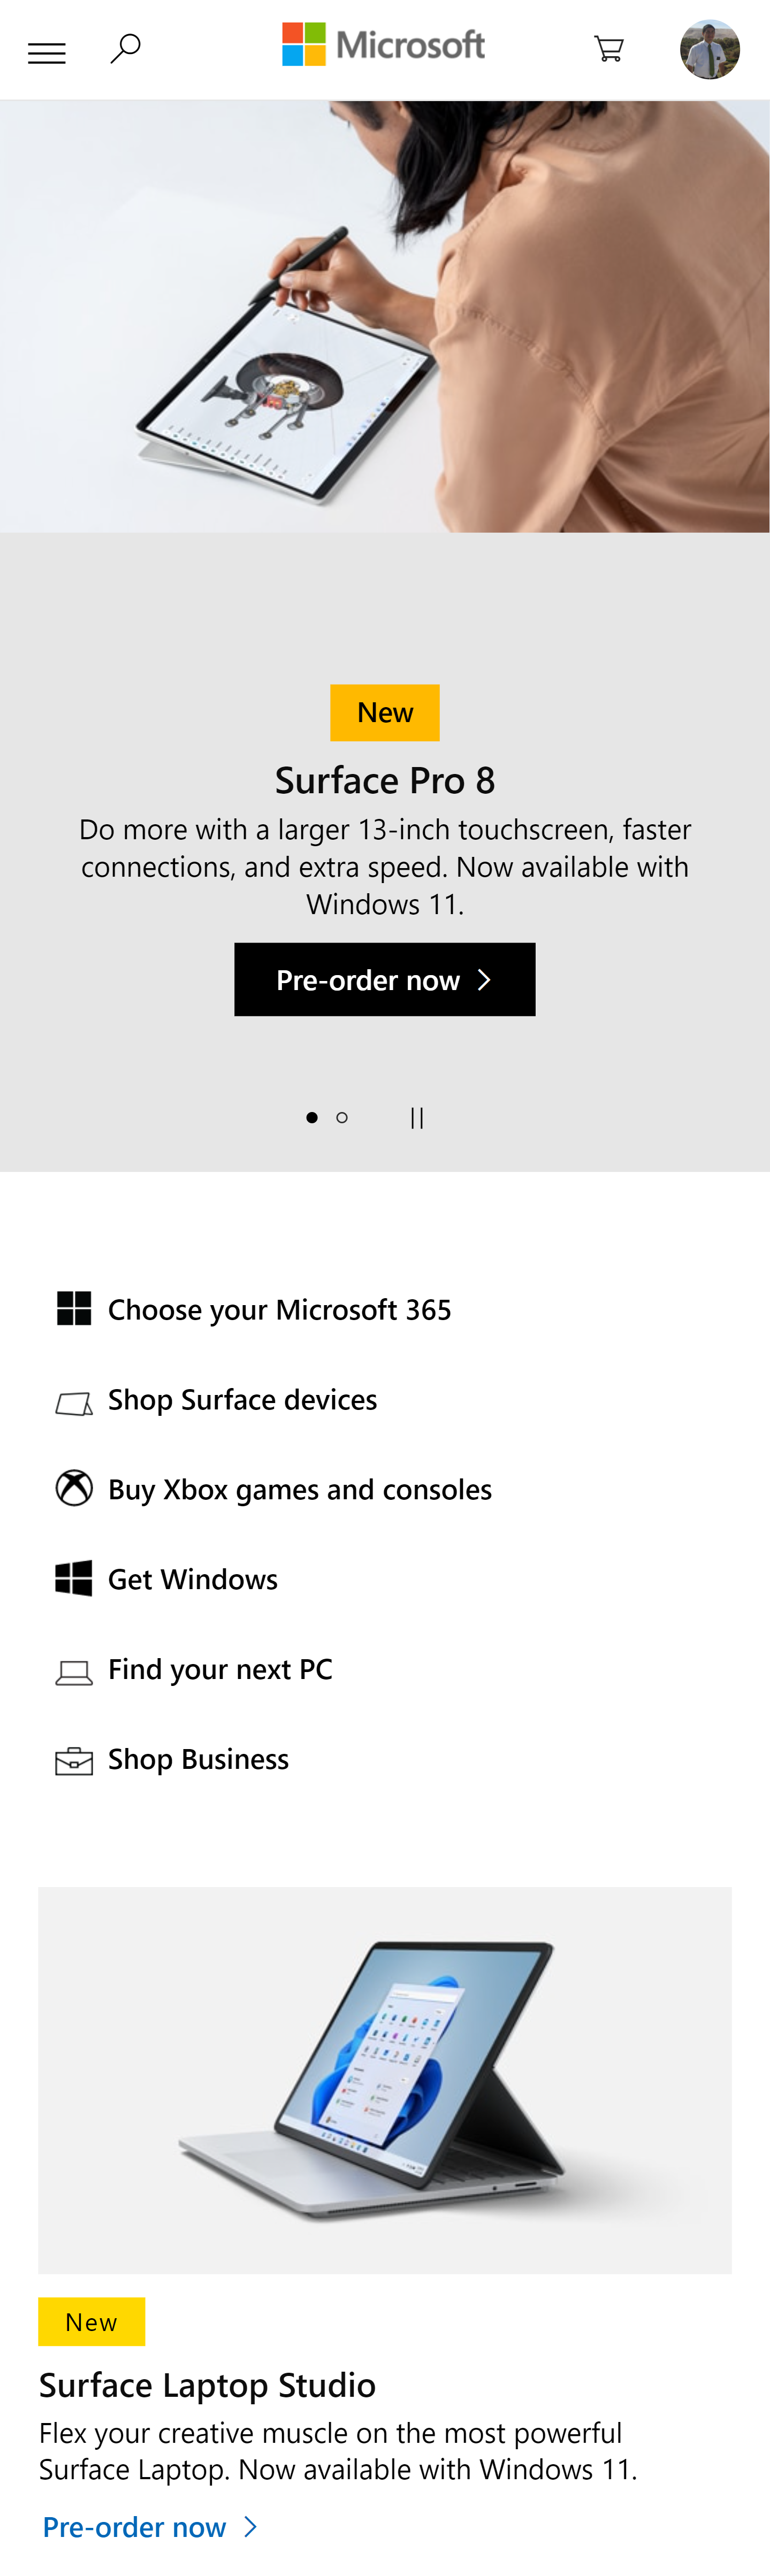 Microsoft
New
Surface Pro 8
Do more with a larger 13-inch touchscreen, faster
connections, and extra speed. Now available with
Windows 11.
Pre-order now
Choose your Microsoft 365
Shop Surface devices
Buy Xbox games and consoles
Get Windows
Find your next PC
Shop Business
New
Surface Laptop Studio
Flex your creative muscle on the most powerful
Surface Laptop. Now available with Windows 11.
Pre-order now